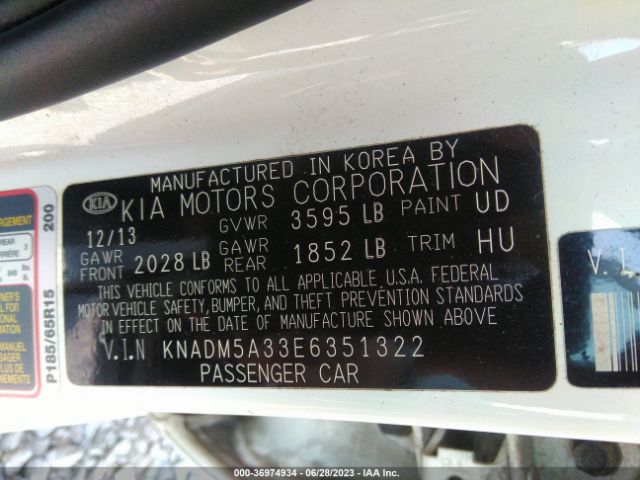 MANUFACTURED IN KOREA BY
KIA KIA MOTORS CORPORATION
12/13 GVWR 3595 LB PAINT UD
GAWR FRONT 2028 LB GAWR REAR 1852 LB TRIM HU
THIS VEHICLE CONFORMS TO ALL APPLICABLE U.S.A. FEDERAL
MOTOR VEHICLE SAFETY, BUMPER, AND THEFT PREVENTION STANDARDS
IN EFFECT ON THE DATE OF MANUFACTURE SHOWN ABOVE
V.I.N KNADM5A33E6351322
PASSENGER CAR
P185/65R15 200
REAR
3
VI
000-36974934 / 06/28/2023 - IAA Inc.